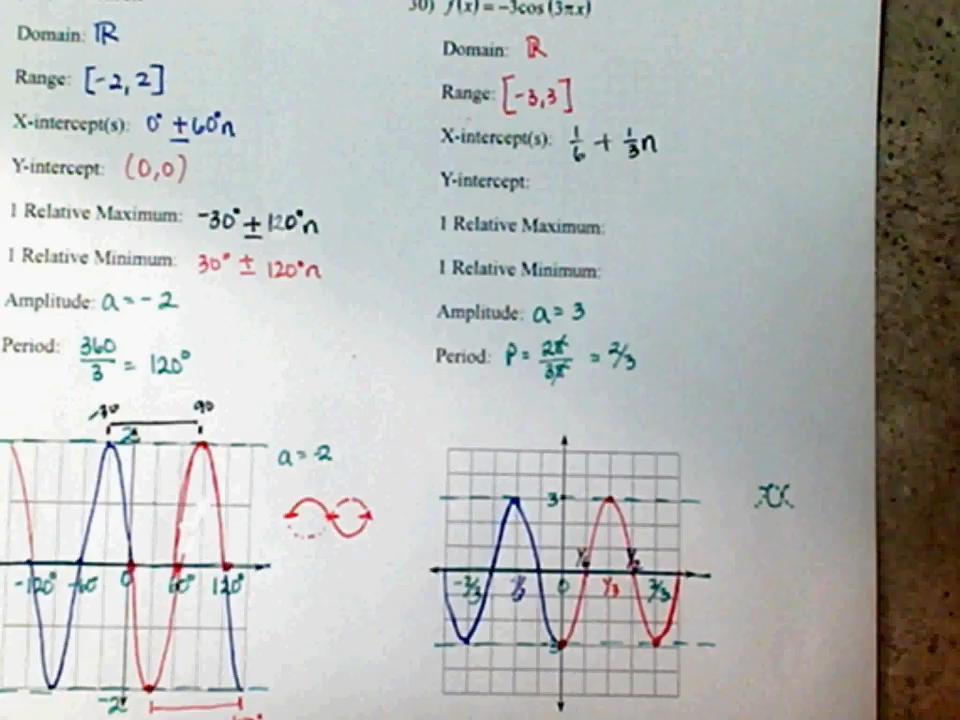 30) f(x) = -3cos (3πx)
Domain: ℝ
Range: [-2, 2]
X-intercept(s): 0° ± 60°n
Y-intercept: (0,0)
1 Relative Maximum: -30° ± 120°n
1 Relative Minimum: 30° ± 120°n
Amplitude: a = -2
Period: 360/3 = 120°
-30 90
2
a = -2
-120° -60° 0 60° 120°
-2
Domain: ℝ
Range: [-3,3]
X-intercept(s): 1/6 + 1/3n
Y-intercept:
1 Relative Maximum:
1 Relative Minimum:
Amplitude: a = 3
Period: P = 2π/3π = 2/3
3
-2/3 0 1/3 2/3